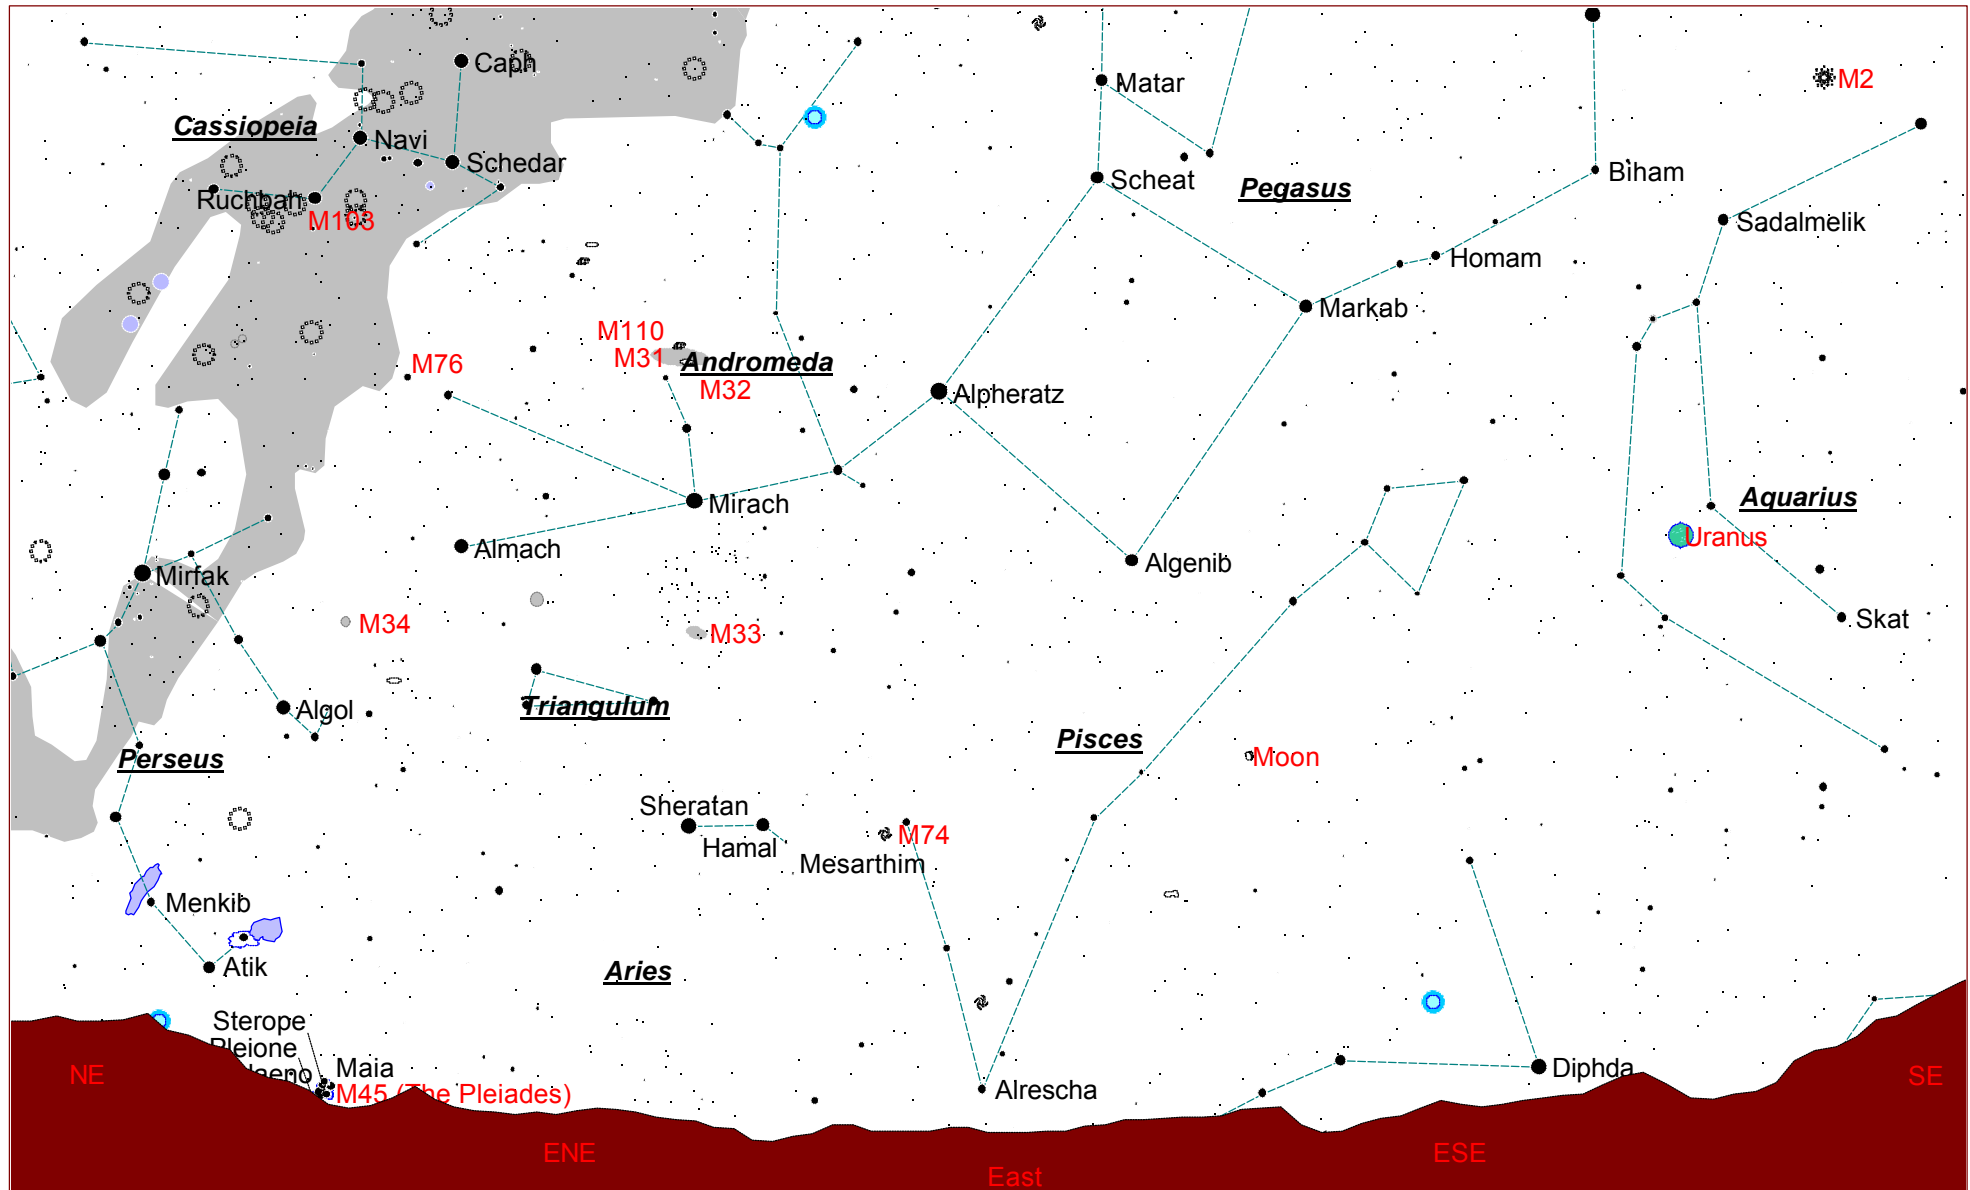 Caph
Matar
M2
Cassiopeia
Navi
Schedar
Scheat
Pegasus
Biham
Ruchbah
M103
Sadalmelik
Homam
Markab
M110
M31
Andromeda
M76
M32
Alpheratz
Mirach
Aquarius
Uranus
Almach
Algenib
Mirfak
M34
M33
Skat
Algol
Triangulum
Perseus
Pisces
Moon
Sheratan
Hamal
M74
Mesarthim
Menkib
Atik
Aries
Sterope
Pleione
Maia
M45 (The Pleiades)
Alrescha
Diphda
NE
SE
ENE
ESE
East